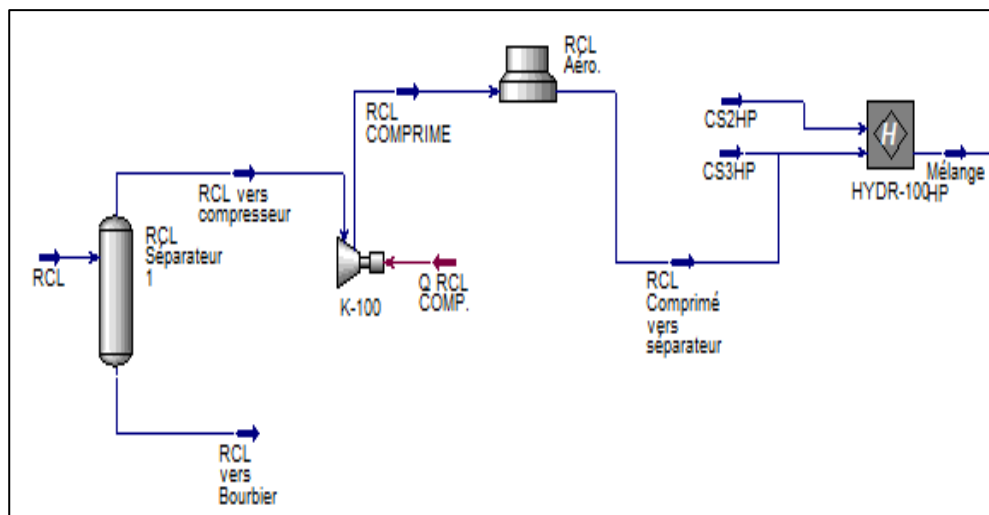 RCL
Aéro.
RCL
COMPRIME
CS2HP
CS3HP
H
HYDR-100
Mélange
HP
RCL vers
compresseur
RCL
RCL
Séparateur
1
K-100
Q RCL
COMP.
RCL
Comprimé
vers
séparateur
RCL
vers
Bourbier